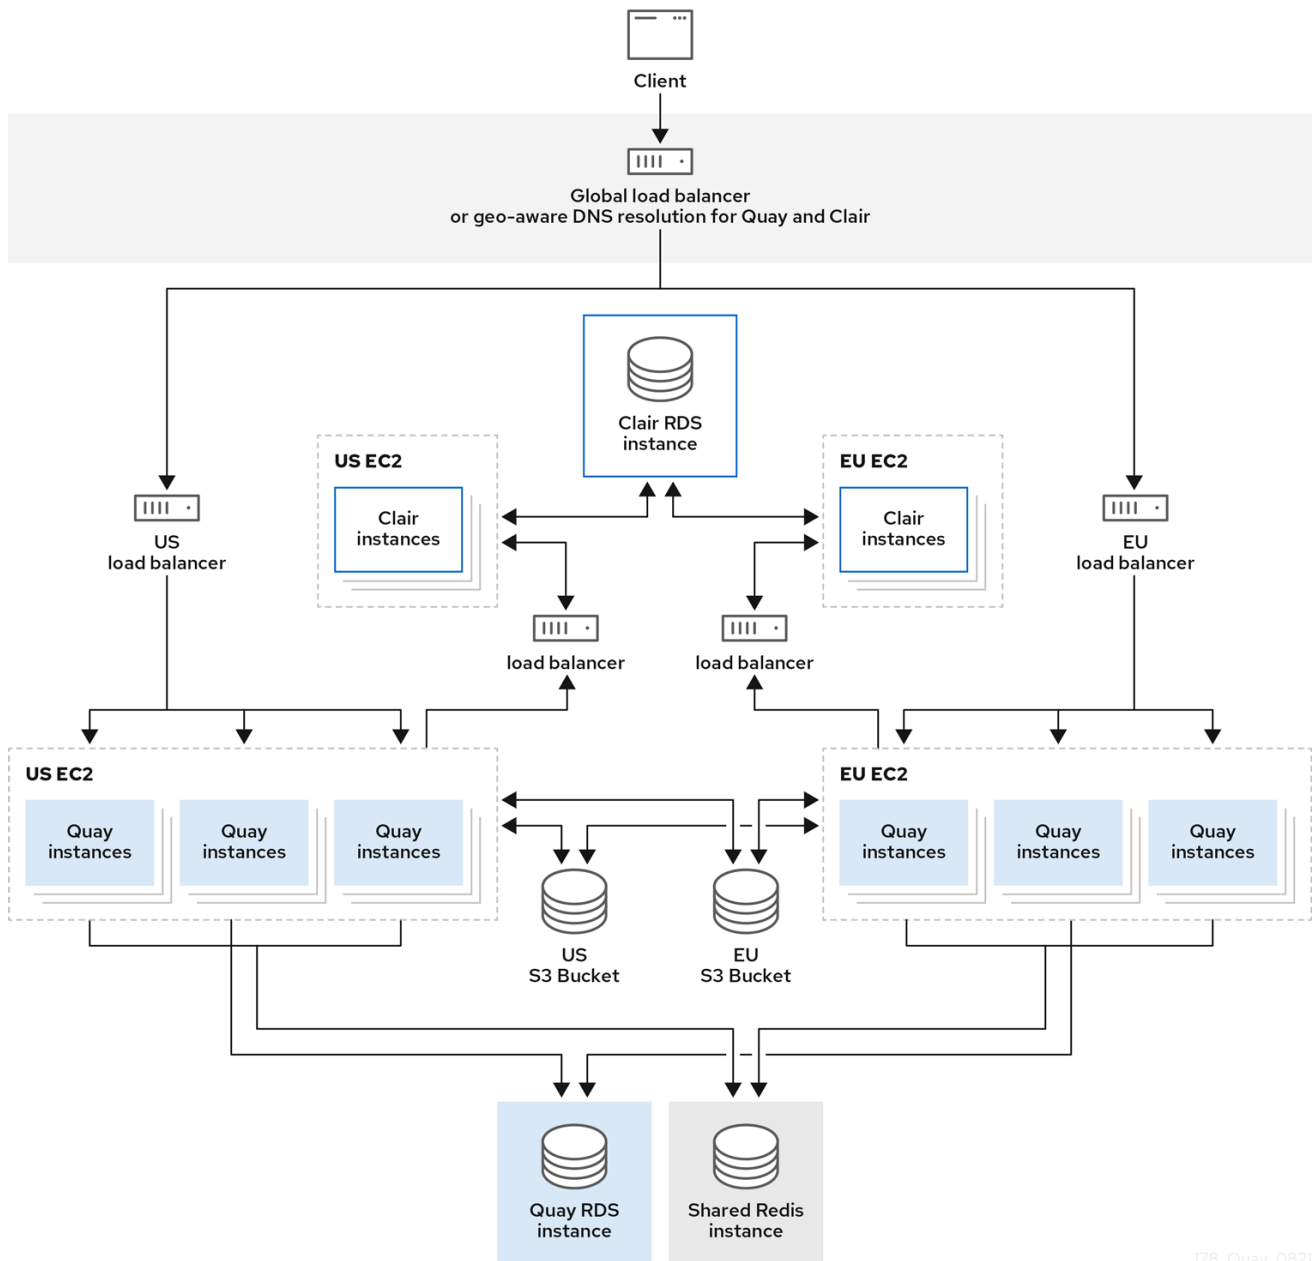 Client
Global load balancer
or geo-aware DNS resolution for Quay and Clair
Clair RDS
instance
US EC2
Clair
instances
EU EC2
Clair
instances
US
load balancer
EU
load balancer
load balancer
load balancer
US EC2
Quay
instances
Quay
instances
Quay
instances
EU EC2
Quay
instances
Quay
instances
Quay
instances
US
S3 Bucket
EU
S3 Bucket
Quay RDS
instance
Shared Redis
instance
178_Quay_0821